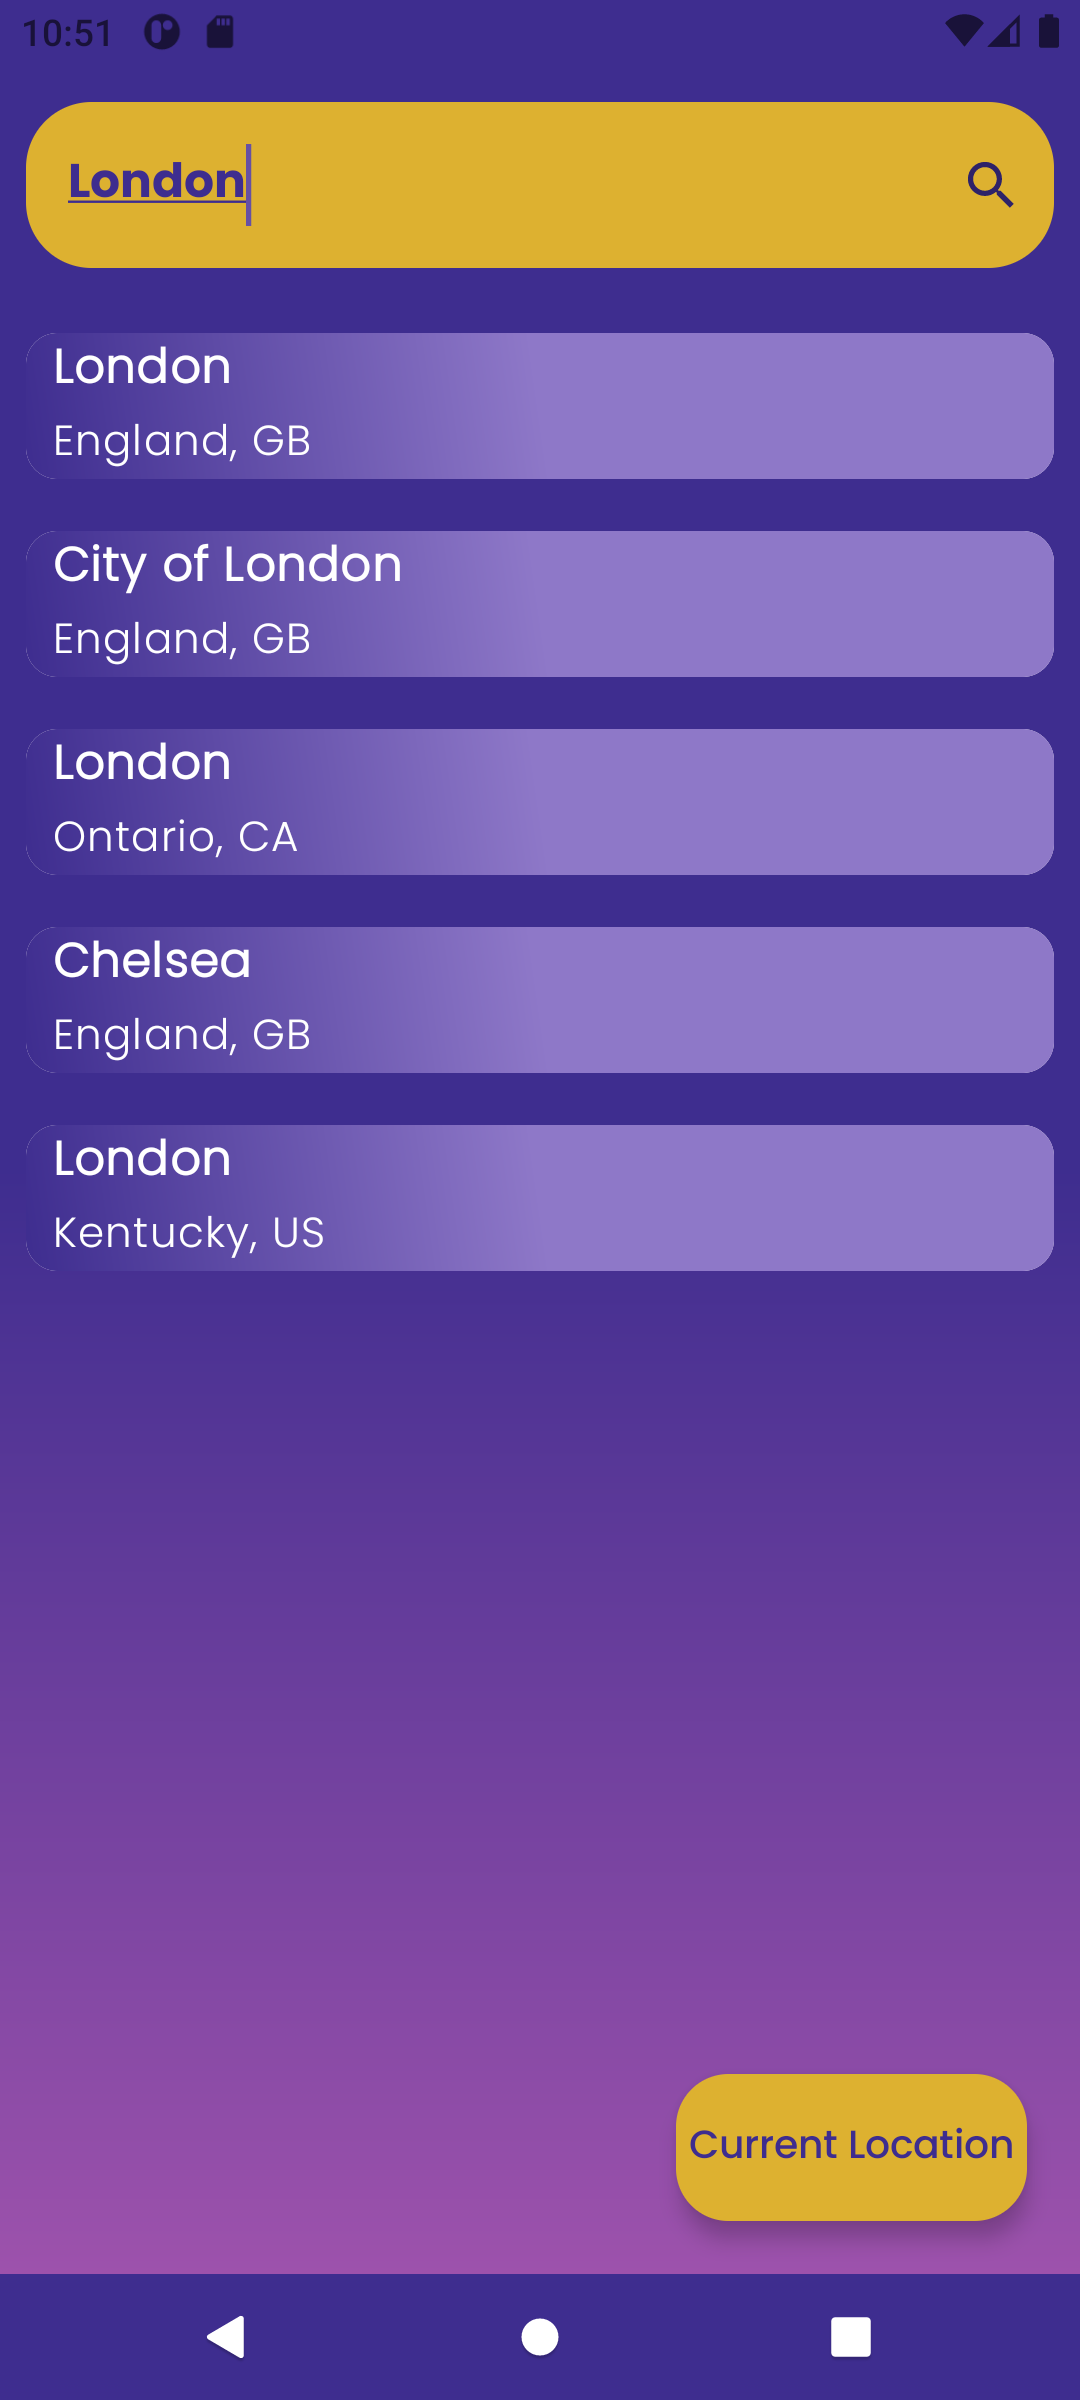 10:51
London
London
England, GB
City of London
England, GB
London
Ontario, CA
Chelsea
England, GB
London
Kentucky, US
Current Location